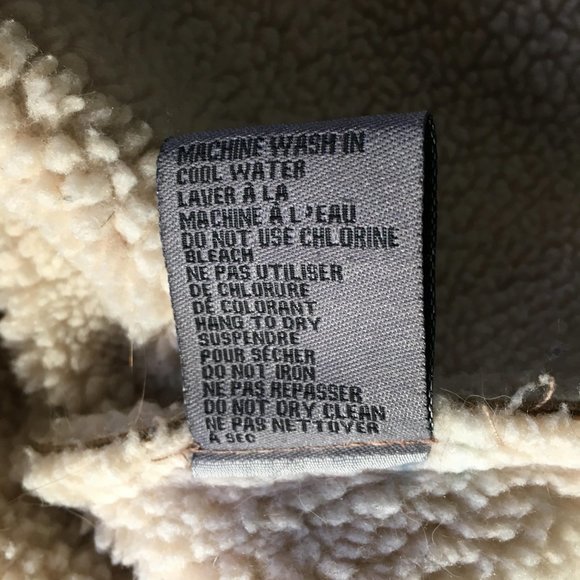 MACHINE WASH IN
COOL WATER
LAVER À LA
MACHINE À L'EAU
DO NOT USE CHLORINE
BLEACH
NE PAS UTILISER
DE CHLORURE
DE COLORANT
HANG TO DRY
SUSPENDRE
POUR SÉCHER
DO NOT IRON
NE PAS REPASSER
DO NOT DRY CLEAN
NE PAS NETTOYER
A SEC